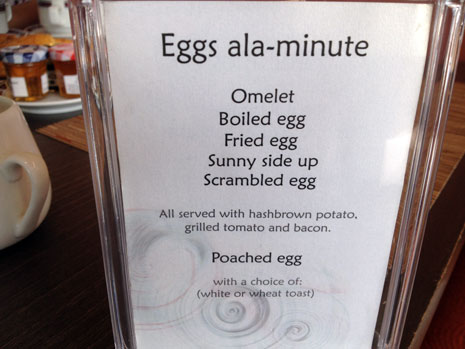 Eggs ala-minute
Omelet
Boiled egg
Fried egg
Sunny side up
Scrambled egg
All served with hashbrown potato,
grilled tomato and bacon.
Poached egg
with a choice of:
(white or wheat toast)